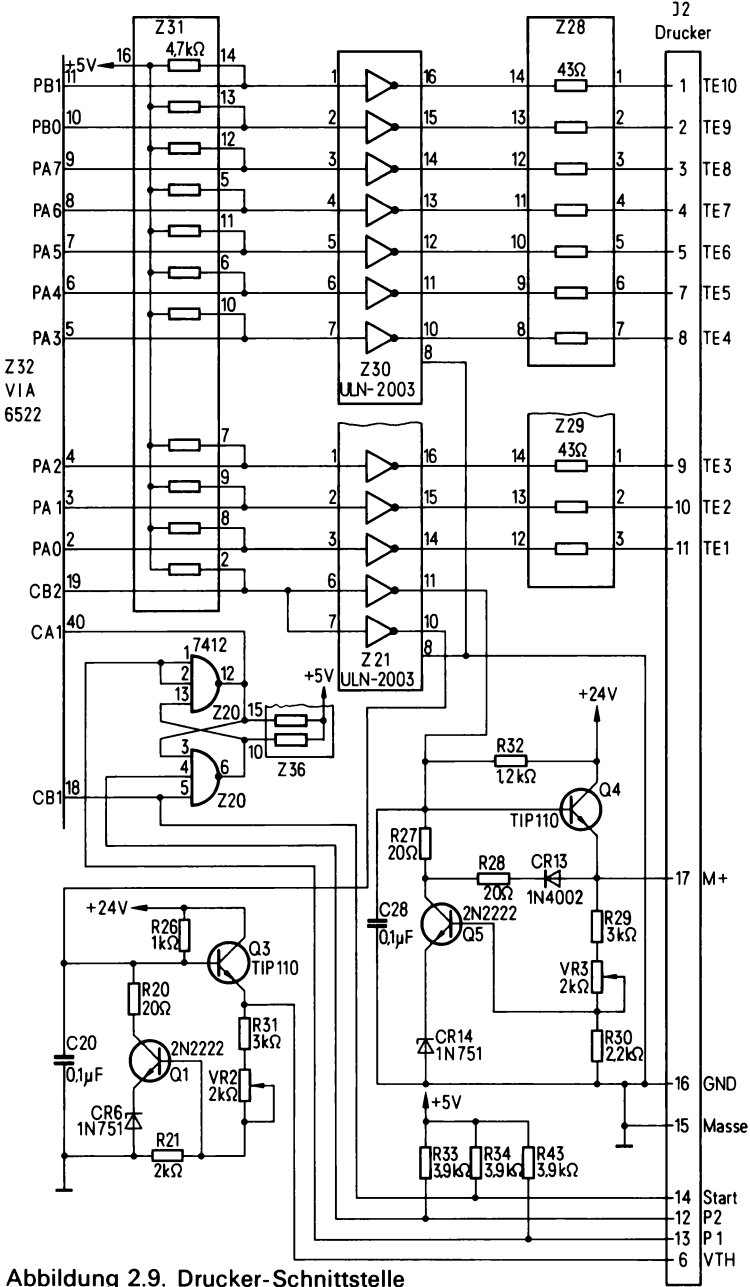 J2
Drucker
Z31
4,7kΩ
Z28
43Ω
+5V 16 14
PB1 11 1 16 14 1 1 TE10
13
PB0 10 2 15 13 2 2 TE9
12
PA7 9 3 14 12 3 3 TE8
5
PA6 8 4 13 11 4 4 TE7
11
PA5 7 5 12 10 5 5 TE6
6
PA4 6 6 11 9 6 7 TE5
10
PA3 5 7 10 8 7 8 TE4
8
Z30
ULN-2003
Z32
VIA
6522
Z29
43Ω
7
PA2 4 1 16 14 1 9 TE3
9
PA1 3 2 15 13 2 10 TE2
8
PA0 2 3 14 12 3 11 TE1
2
CB2 19 6 11
CA1 40 7 10
8
Z21
ULN-2003
7412
1
2 12
13
Z20
+5V
15
10
Z36
3
4 6
5
Z20
CB1 18
+24V
R32
1,2kΩ
Q4
TIP110
R27
20Ω
R28
20Ω
CR13
1N4002
17 M+
C28
0,1µF
2N2222
Q5
R29
3kΩ
VR3
2kΩ
CR14
1N751
R30
2,2kΩ
+24V
R26
1kΩ
Q3
TIP110
R20
20Ω
R31
3kΩ
C20
0,1µF
2N2222
Q1
VR2
2kΩ
CR6
1N751
R21
2kΩ
16 GND
+5V
15 Masse
R33
3,9kΩ
R34
3,9kΩ
R43
3,9kΩ
14 Start
12 P2
13 P1
6 VTH
Abbildung 2.9. Drucker-Schnittstelle